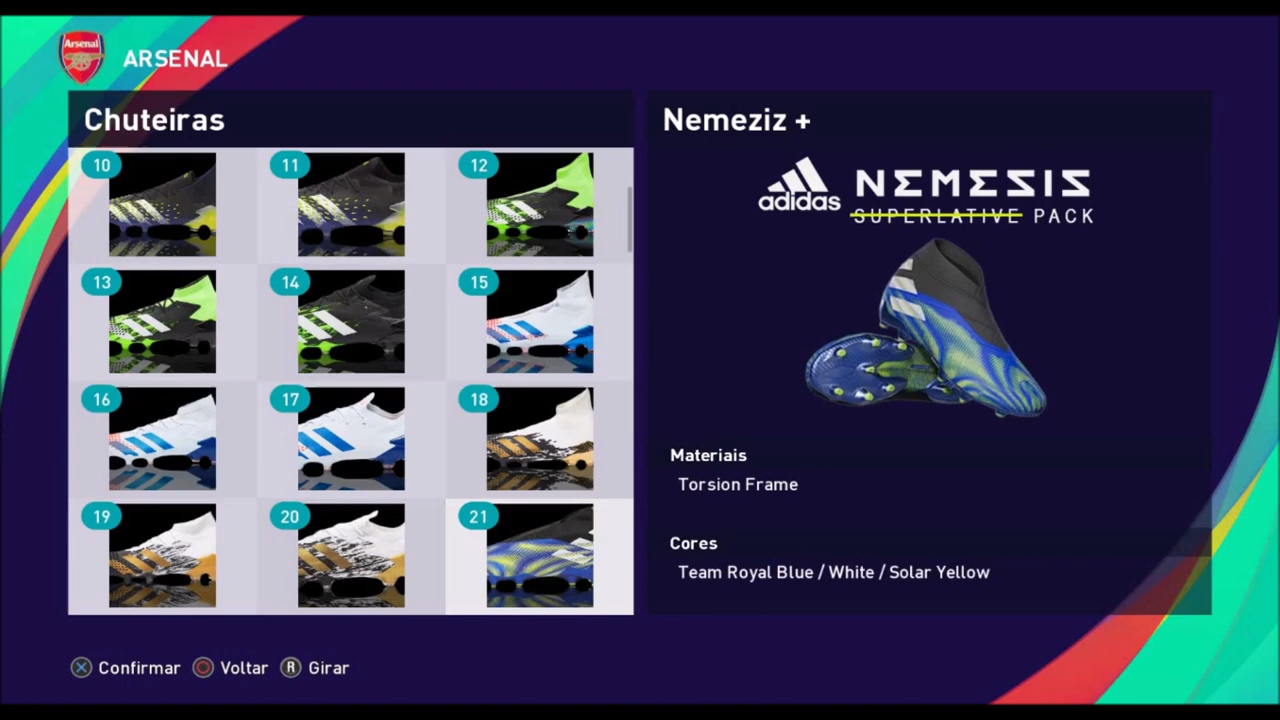 Arsenal
ARSENAL
Chuteiras
10
11
12
13
14
15
16
17
18
19
20
21
Nemeziz +
adidas
NEMESIS
SUPERLATIVE PACK
Materiais
Torsion Frame
Cores
Team Royal Blue / White / Solar Yellow
Confirmar
Voltar
R Girar